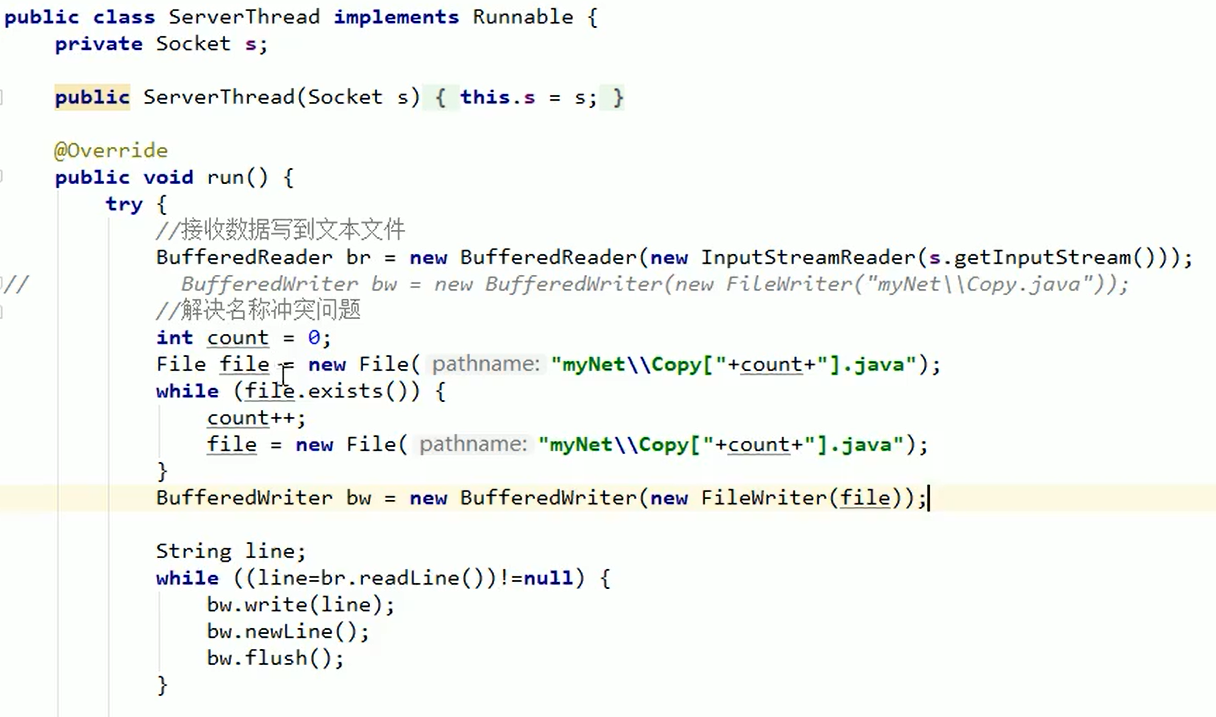 public class ServerThread implements Runnable {
private Socket s;
public ServerThread(Socket s) { this.s = s; }
@Override
public void run() {
try {
//接收数据写到文本文件
BufferedReader br = new BufferedReader(new InputStreamReader(s.getInputStream()));
// BufferedWriter bw = new BufferedWriter(new FileWriter("myNet\\Copy.java"));
//解决名称冲突问题
int count = 0;
File file = new File( pathname: "myNet\\Copy["+count+"].java");
while (file.exists()) {
count++;
file = new File( pathname: "myNet\\Copy["+count+"].java");
}
BufferedWriter bw = new BufferedWriter(new FileWriter(file));
String line;
while ((line=br.readLine())!=null) {
bw.write(line);
bw.newLine();
bw.flush();
}